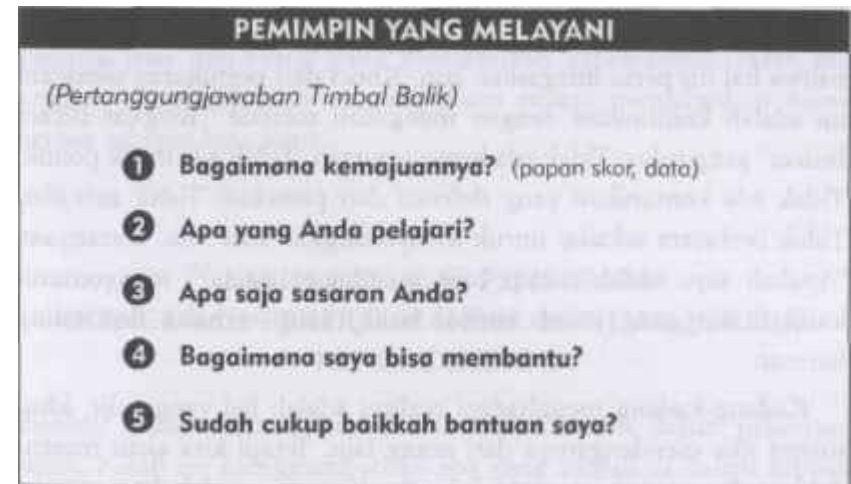 PEMIMPIN YANG MELAYANI
(Pertanggungjawaban Timbal Balik)
1 Bagaimana kemajuannya? (papan skor, data)
2 Apa yang Anda pelajari?
3 Apa saja sasaran Anda?
4 Bagaimana saya bisa membantu?
5 Sudah cukup baikkah bantuan saya?